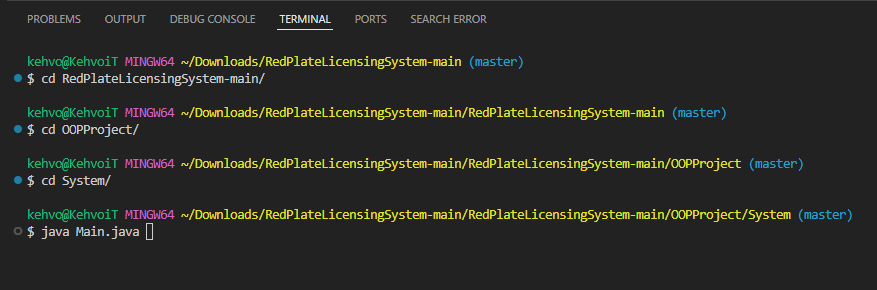 PROBLEMS OUTPUT DEBUG CONSOLE TERMINAL PORTS SEARCH ERROR
kehvo@KehvoiT MINGW64 ~/Downloads/RedPlateLicensingSystem-main (master)
$ cd RedPlateLicensingSystem-main/
kehvo@KehvoiT MINGW64 ~/Downloads/RedPlateLicensingSystem-main/RedPlateLicensingSystem-main (master)
$ cd OOPProject/
kehvo@KehvoiT MINGW64 ~/Downloads/RedPlateLicensingSystem-main/RedPlateLicensingSystem-main/OOPProject (master)
$ cd System/
kehvo@KehvoiT MINGW64 ~/Downloads/RedPlateLicensingSystem-main/RedPlateLicensingSystem-main/OOPProject/System (master)
$ java Main.java